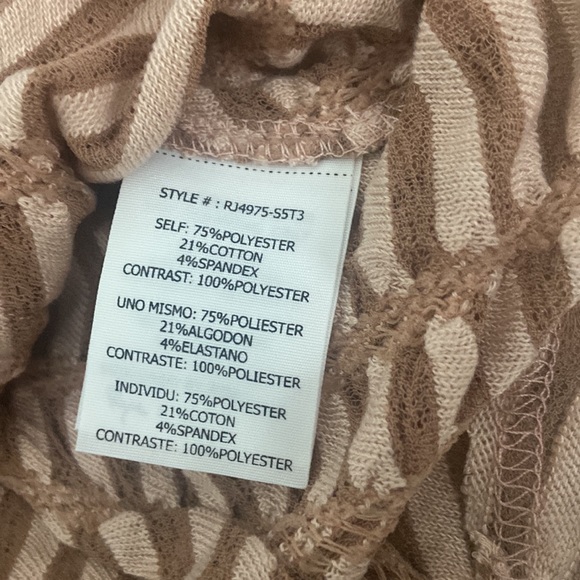 STYLE # : RJ4975-S5T3
SELF: 75%POLYESTER
21%COTTON
4%SPANDEX
CONTRAST: 100%POLYESTER
UNO MISMO: 75%POLIESTER
21%ALGODON
4%ELASTANO
CONTRASTE: 100%POLIESTER
INDIVIDU: 75%POLYESTER
21%COTON
4%SPANDEX
CONTRASTE: 100%POLYESTER